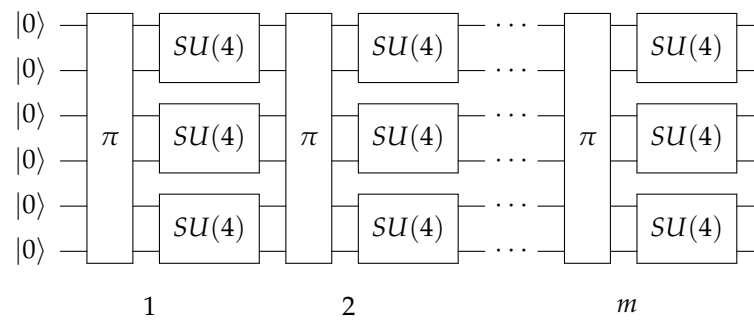 |0⟩ SU(4) SU(4) ··· SU(4)
|0⟩ ···
|0⟩ π SU(4) π SU(4) ··· π SU(4)
|0⟩ ···
|0⟩ SU(4) SU(4) ··· SU(4)
|0⟩ ···
1 2 m